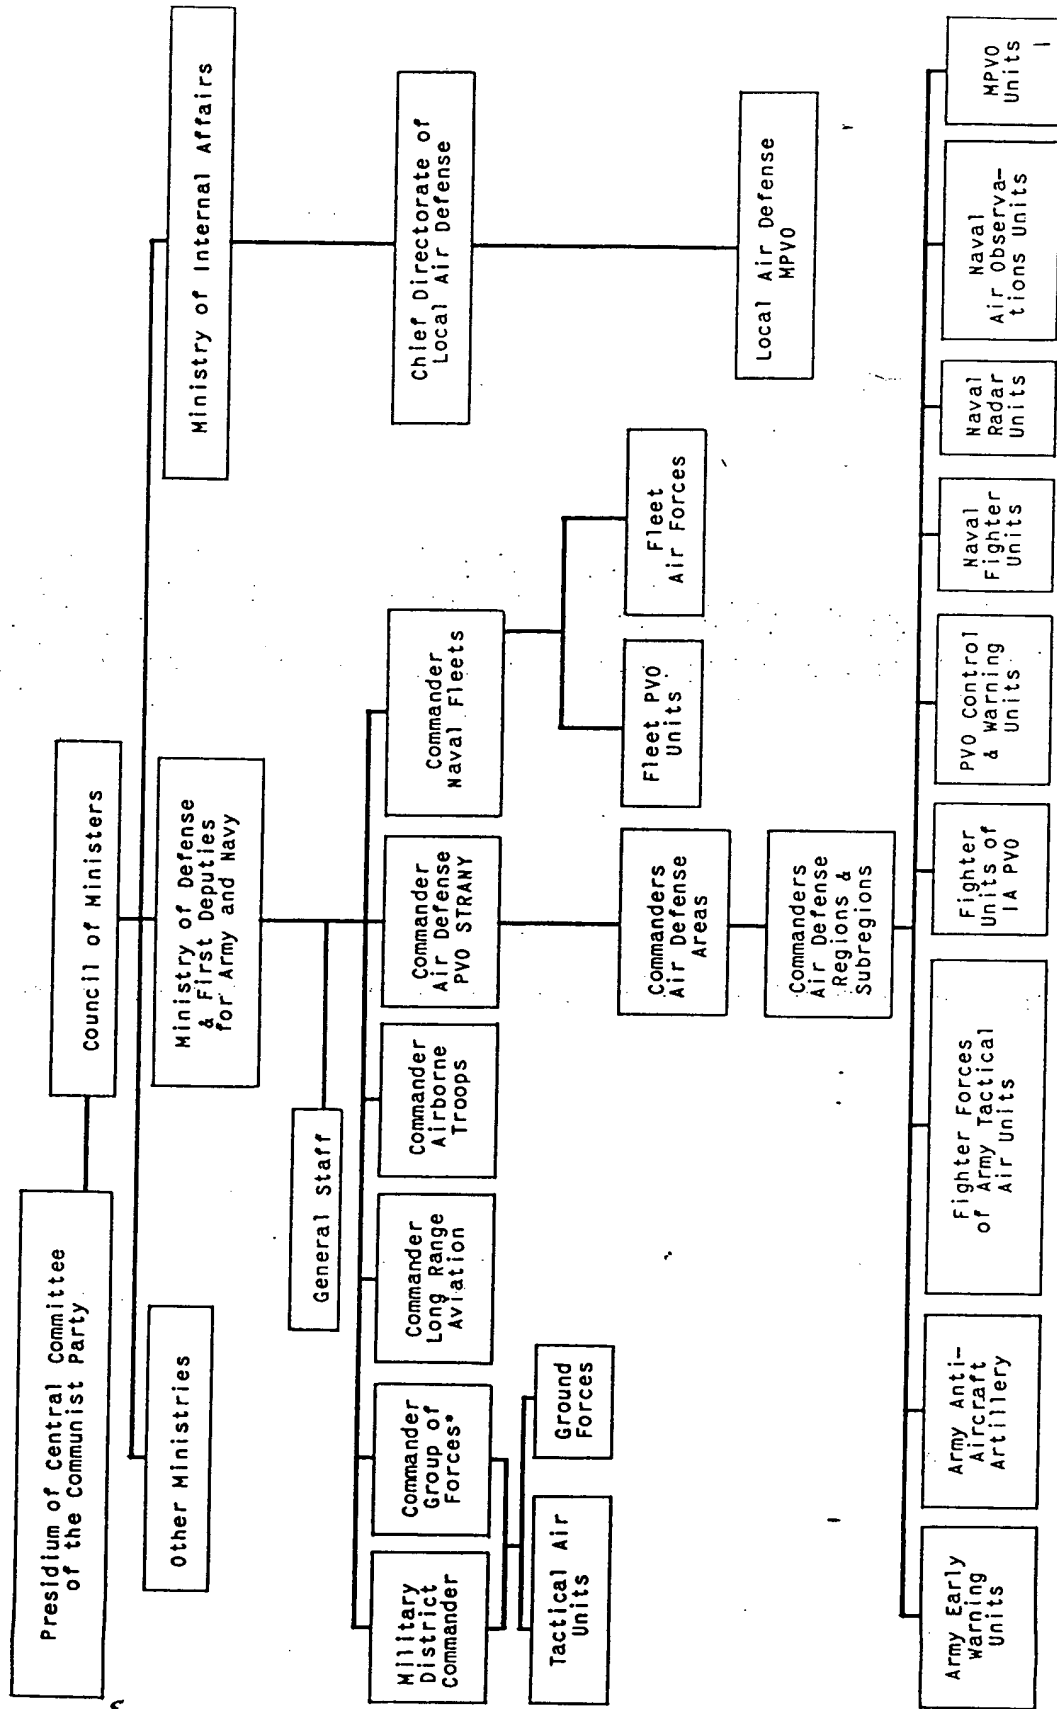 Presidium of Central Committee
of the Communist Party
Council of Ministers
Other Ministries
Ministry of Defense
& First Deputies
for Army and Navy
Ministry of Internal Affairs
General Staff
Chief Directorate of
Local Air Defense
Military
District
Commander
Commander
Group of
Forces*
Commander
Long Range
Aviation
Commander
Airborne
Troops
Commander
Air Defense
PVO STRANY
Commander
Naval Fleets
Tactical Air
Units
Ground
Forces
Commanders
Air Defense
Areas
Fleet PVO
Units
Fleet
Air Forces
Local Air Defense
MPVO
Commanders
Air Defense
Regions &
Subregions
Army Early
Warning
Units
Army Anti-
Aircraft
Artillery
Fighter Forces
of Army Tactical
Air Units
Fighter
Units of
IA PVO
PVO Control
& Warning
Units
Naval
Fighter
Units
Naval
Radar
Units
Naval
Air Observa-
tions Units
MPVO
Units